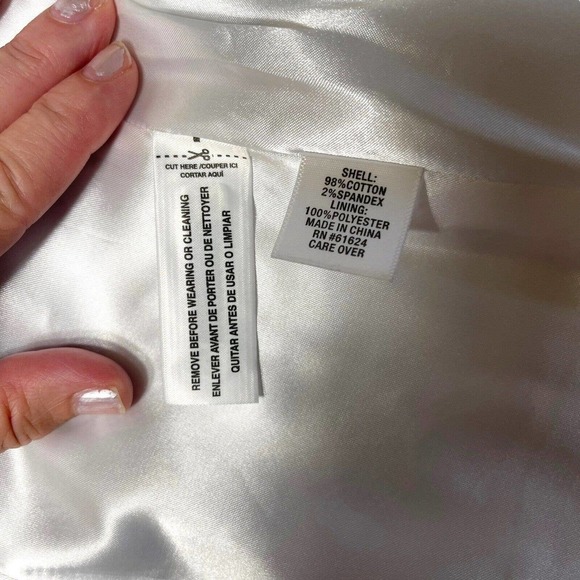 CUT HERE /COUPER ICI
CORTAR AQUÍ
REMOVE BEFORE WEARING OR CLEANING
ENLEVER AVANT DE PORTER OU DE NETTOYER
QUITAR ANTES DE USAR O LIMPIAR
SHELL:
98%COTTON
2%SPANDEX
LINING:
100%POLYESTER
MADE IN CHINA
RN #61624
CARE OVER